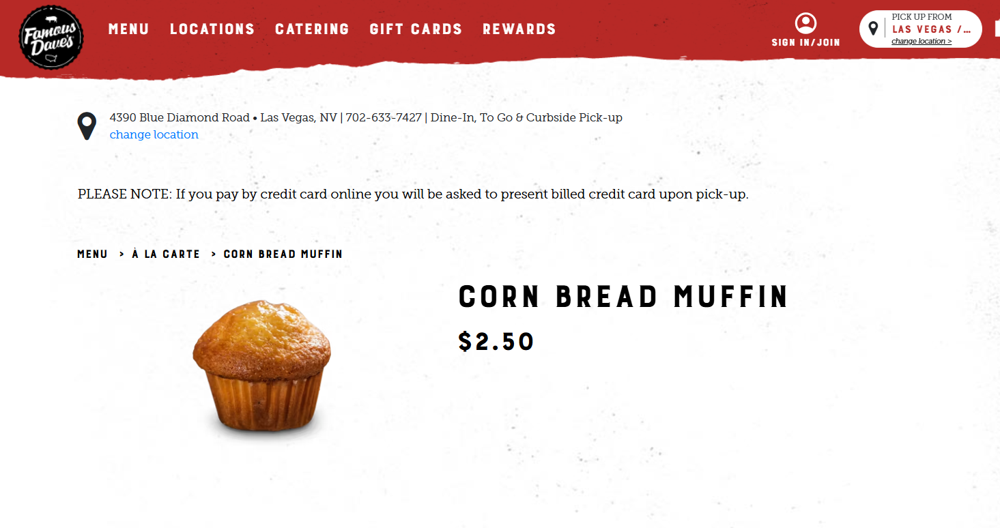 Famous
Dave's
MENU LOCATIONS CATERING GIFT CARDS REWARDS
SIGN IN/JOIN
PICK UP FROM
LAS VEGAS /...
change location >
4390 Blue Diamond Road • Las Vegas, NV | 702-633-7427 | Dine-In, To Go & Curbside Pick-up
change location
PLEASE NOTE: If you pay by credit card online you will be asked to present billed credit card upon pick-up.
MENU > À LA CARTE > CORN BREAD MUFFIN
CORN BREAD MUFFIN
$2.50